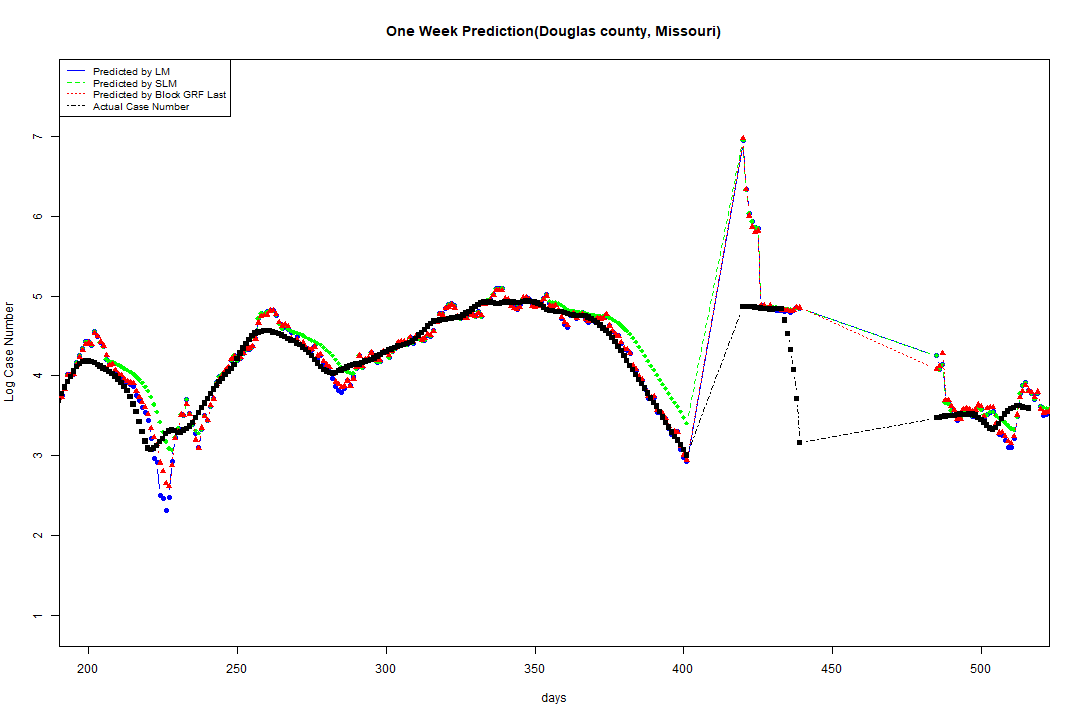 One Week Prediction(Douglas county, Missouri)
Predicted by LM
Predicted by SLM
Predicted by Block GRF Last
Actual Case Number
Log Case Number
7
6
5
4
3
2
1
200 250 300 350 400 450 500
days